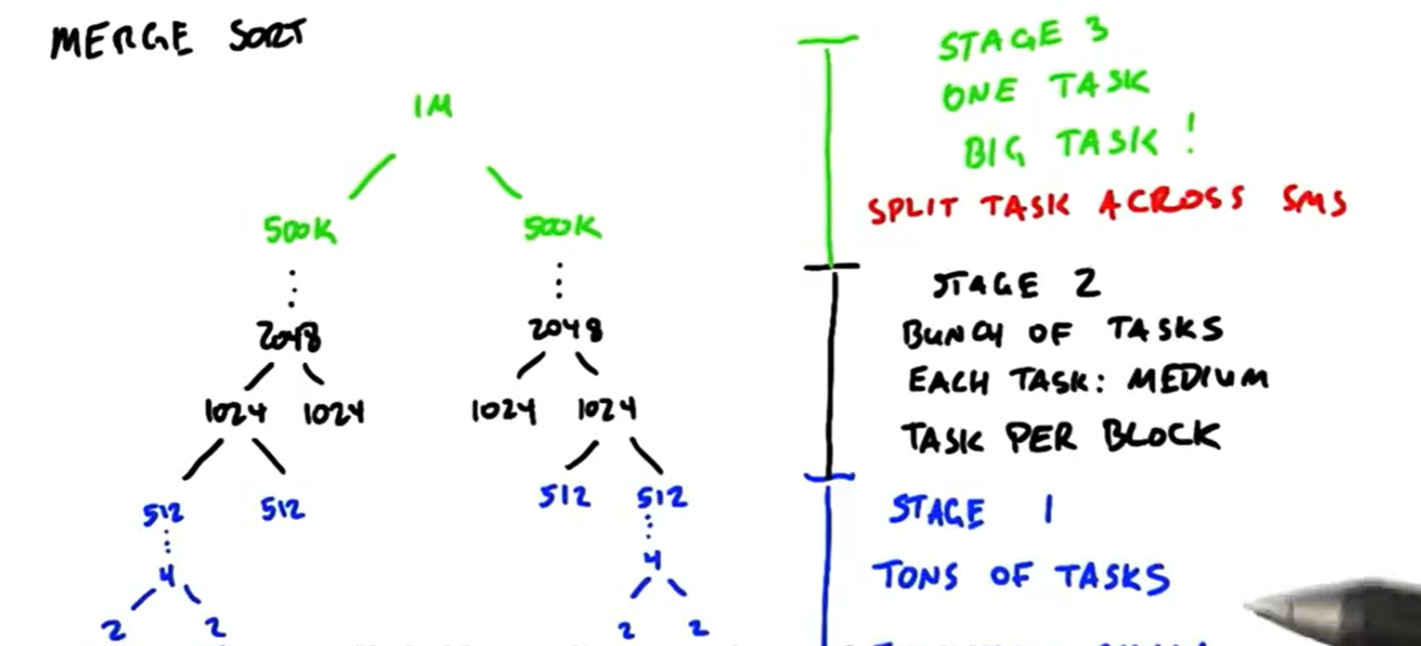 MERGE SORT
1M
500K 500K
2048 2048
1024 1024 1024 1024
512 512 512 512
4 4
2 2 2 2
STAGE 3
ONE TASK
BIG TASK!
SPLIT TASK ACROSS SMS
STAGE 2
BUNCH OF TASKS
EACH TASK: MEDIUM
TASK PER BLOCK
STAGE 1
TONS OF TASKS